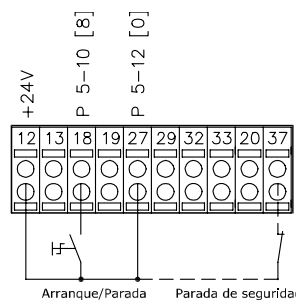 +24V
P 5-10 [8]
P 5-12 [0]
12 13 18 19 27 29 32 33 20 37
Arranque/Parada Parada de seguridad